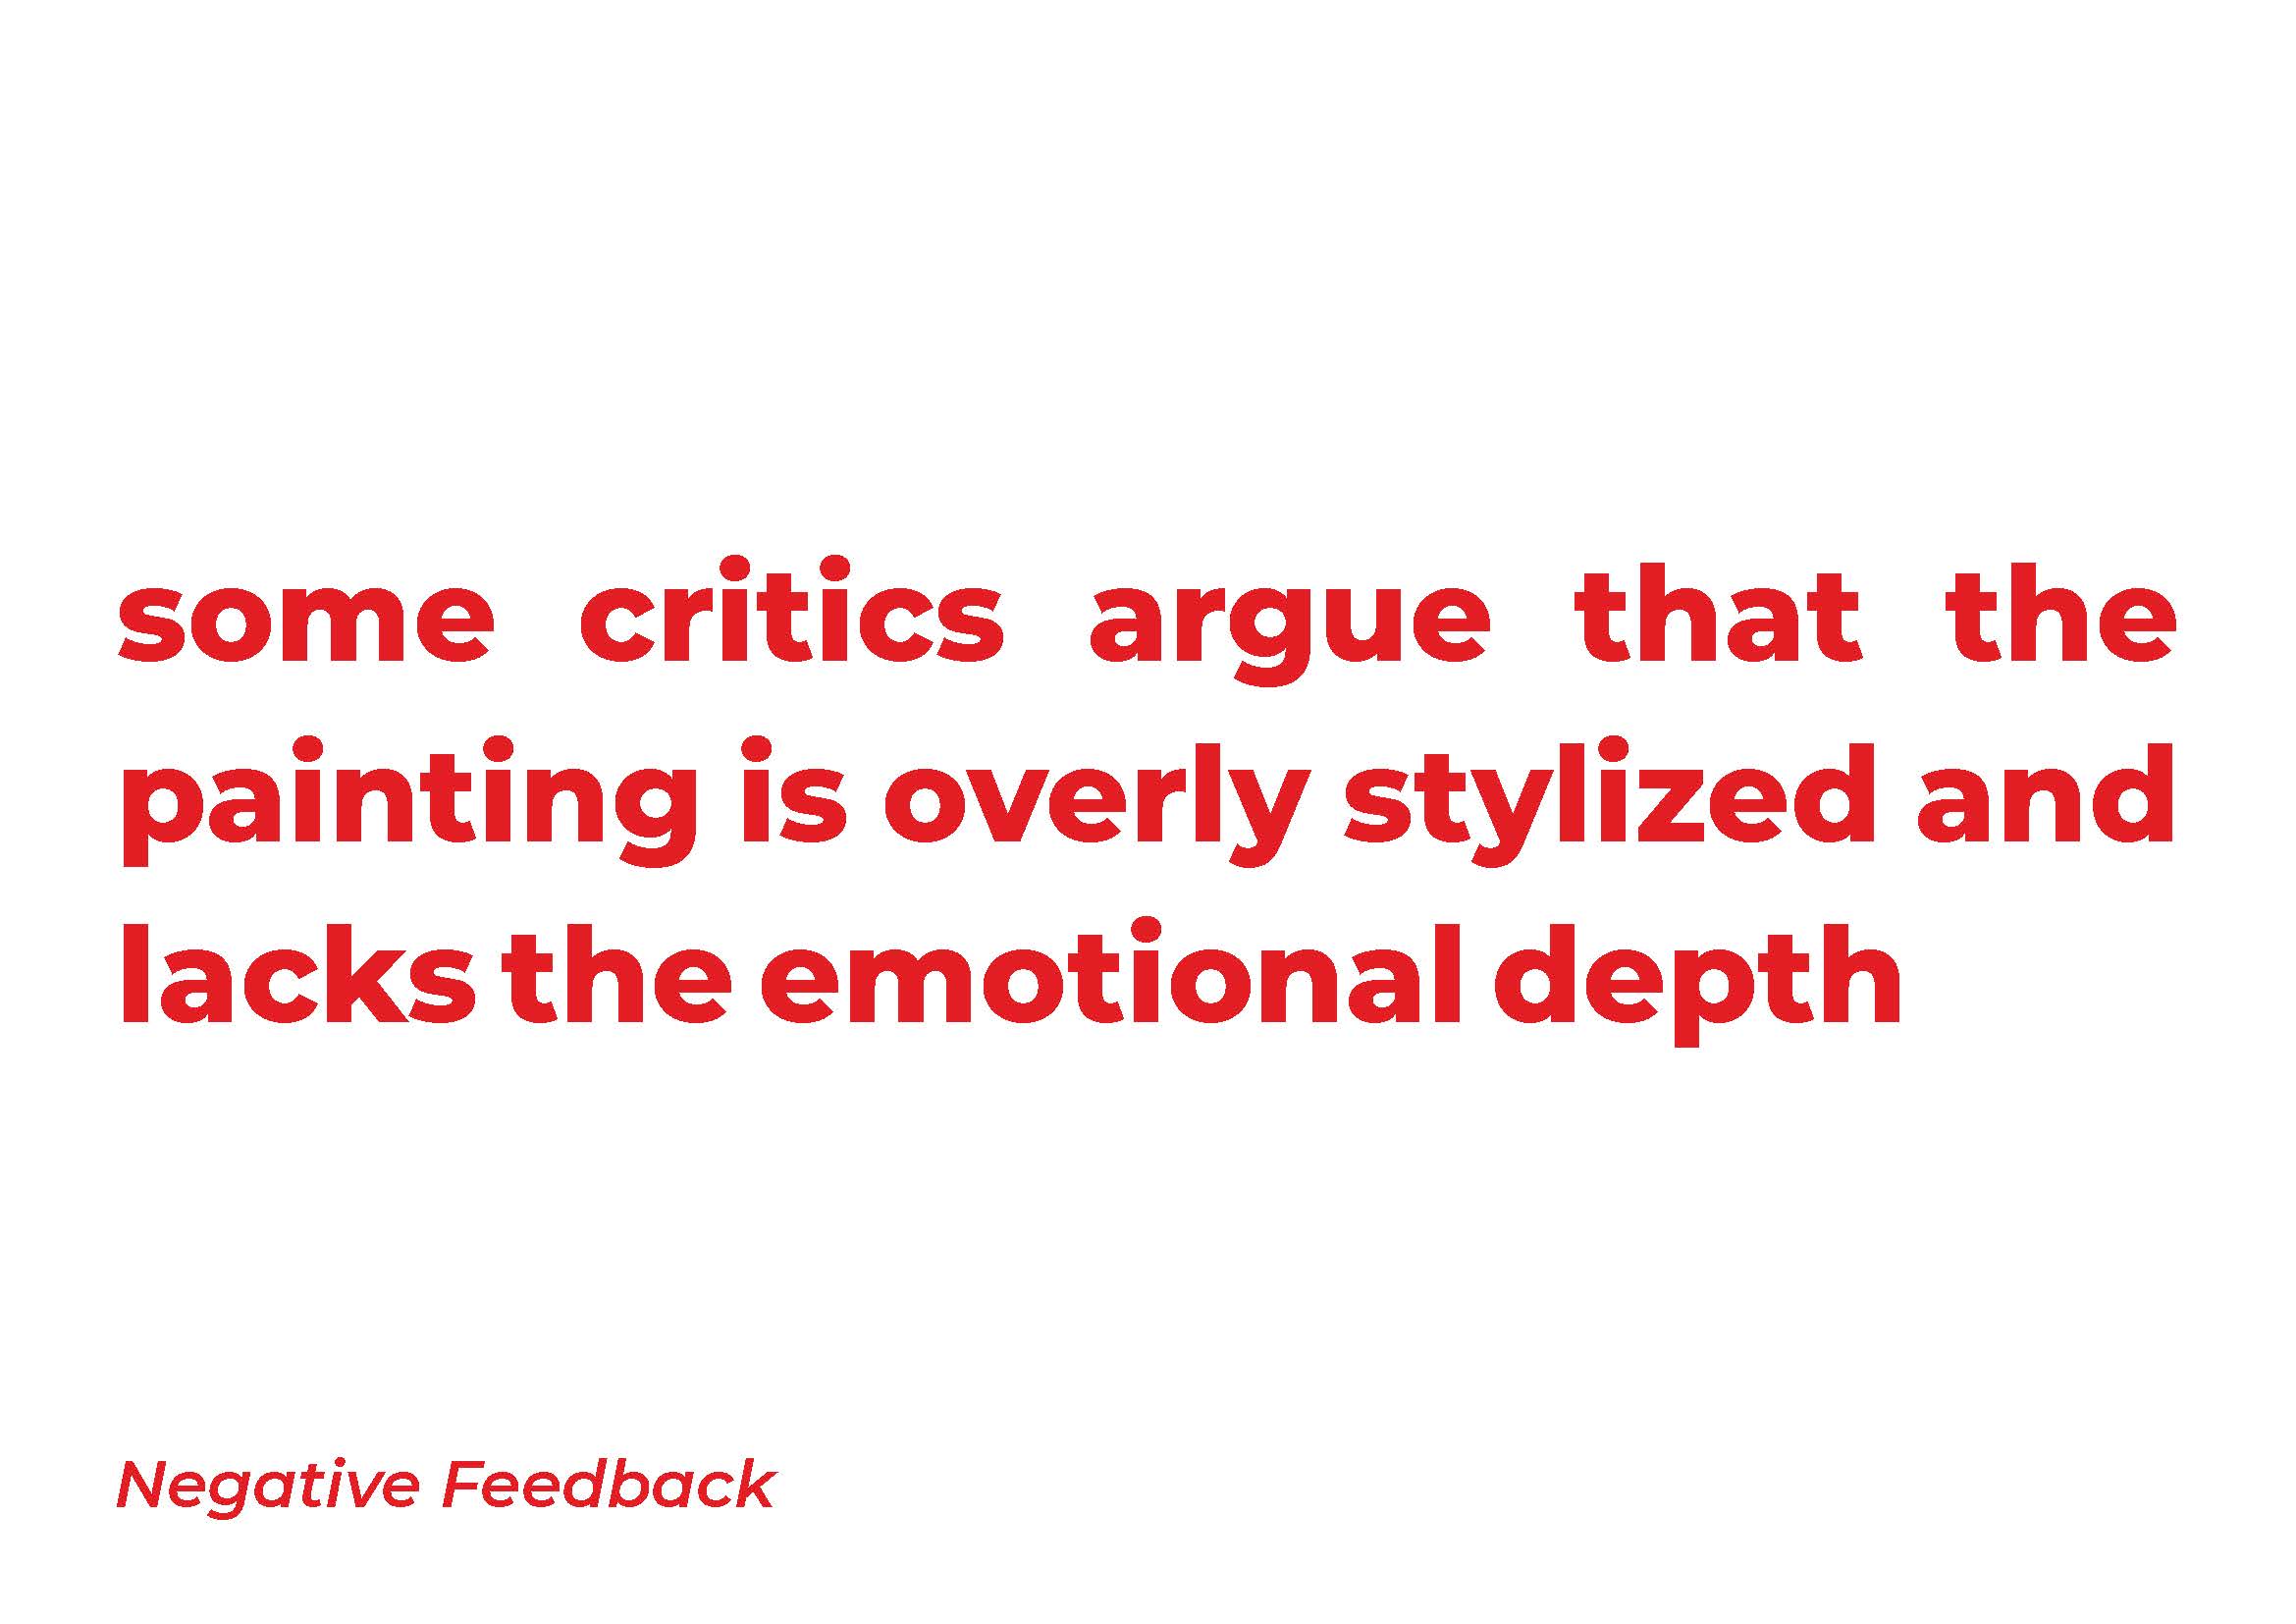 some critics argue that the
painting is overly stylized and
lacks the emotional depth
Negative Feedback